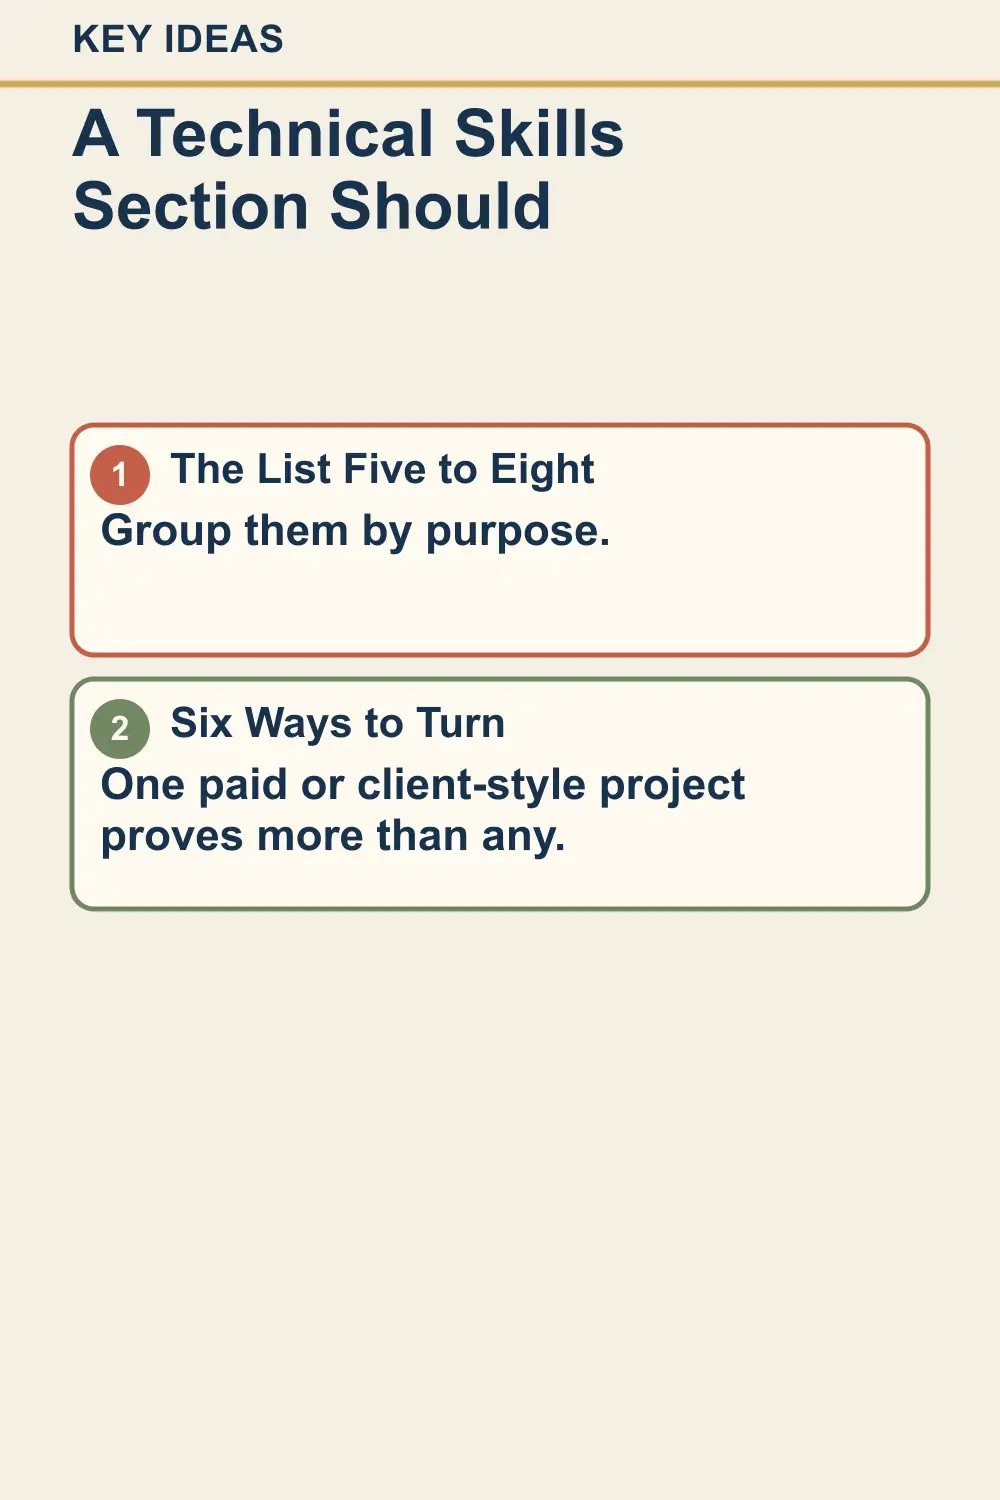 KEY IDEAS
A Technical Skills
Section Should
1 The List Five to Eight
Group them by purpose.
2 Six Ways to Turn
One paid or client-style project
proves more than any.